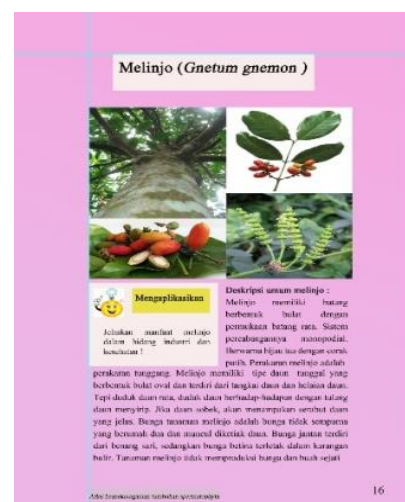 Melinjo (Gnetum gnemon )
Mengaplikasikan
Jelaskan manfaat melinjo
dalam bidang industri dan
kesehatan !
Deskripsi umum melinjo :
Melinjo memiliki batang
berbentuk bulat dengan
permukaan batang rata. Sistem
percabangannya monopodial.
Berwarna hijau tua dengan corak
putih. Perakaran melinjo adalah
perakaran tunggang. Melinjo memiliki tipe daun tunggal yang
berbentuk bulat oval dan terdiri dari tangkai daun dan helaian daun.
Tepi daun rata, duduk daun berhadap-hadapan dengan tulang
daun menyirip. Jika daun sobek, akan menampakan serabut daun
yang jelas. Bunga tanaman melinjo adalah bunga tidak sempurna
yang berumah dua dan muncul diketiak daun. Bunga jantan terdiri
dari benang sari, sedangkan bunga betina terletak dalam karangan
bulir. Tanaman melinjo tidak memproduksi bunga dan buah sejati
16